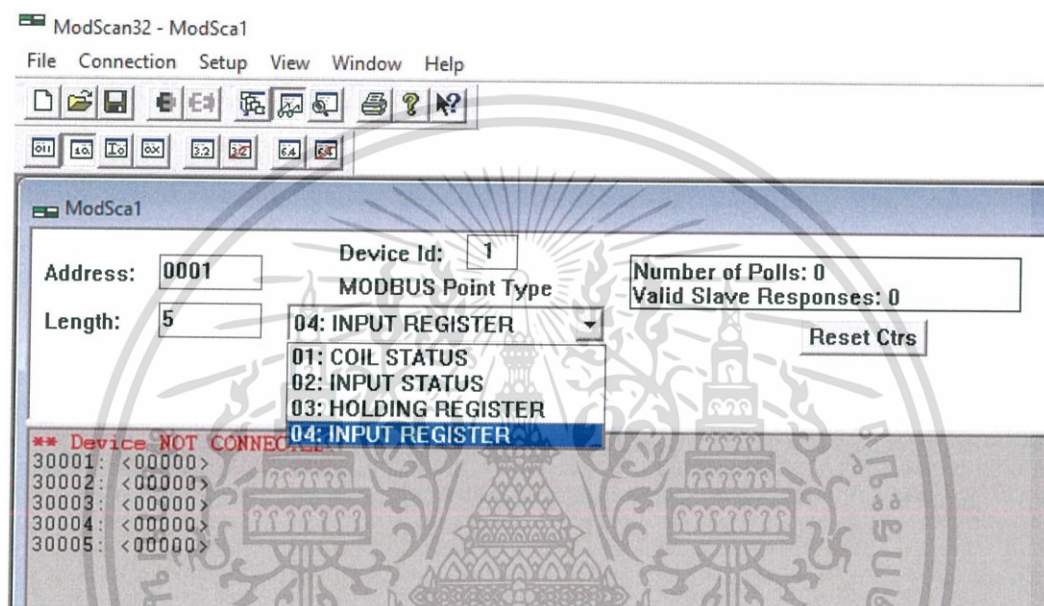 ModScan32 - ModSca1
File Connection Setup View Window Help
ModSca1
Address: 0001
Device Id: 1
MODBUS Point Type
Length: 5
04: INPUT REGISTER
01: COIL STATUS
02: INPUT STATUS
03: HOLDING REGISTER
04: INPUT REGISTER
Number of Polls: 0
Valid Slave Responses: 0
Reset Ctrs
** Device NOT CONNECTED
30001: <00000>
30002: <00000>
30003: <00000>
30004: <00000>
30005: <00000>